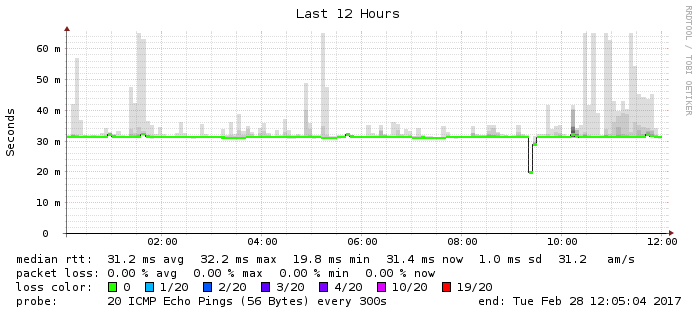 Last 12 Hours
RRDTOOL / TOBI OETIKER
Seconds
60 m
50 m
40 m
30 m
20 m
10 m
0
02:00 04:00 06:00 08:00 10:00 12:00
median rtt: 31.2 ms avg 32.2 ms max 19.8 ms min 31.4 ms now 1.0 ms sd 31.2 am/s
packet loss: 0.00 % avg 0.00 % max 0.00 % min 0.00 % now
loss color: 0 1/20 2/20 3/20 4/20 10/20 19/20
probe: 20 ICMP Echo Pings (56 Bytes) every 300s end: Tue Feb 28 12:05:04 2017